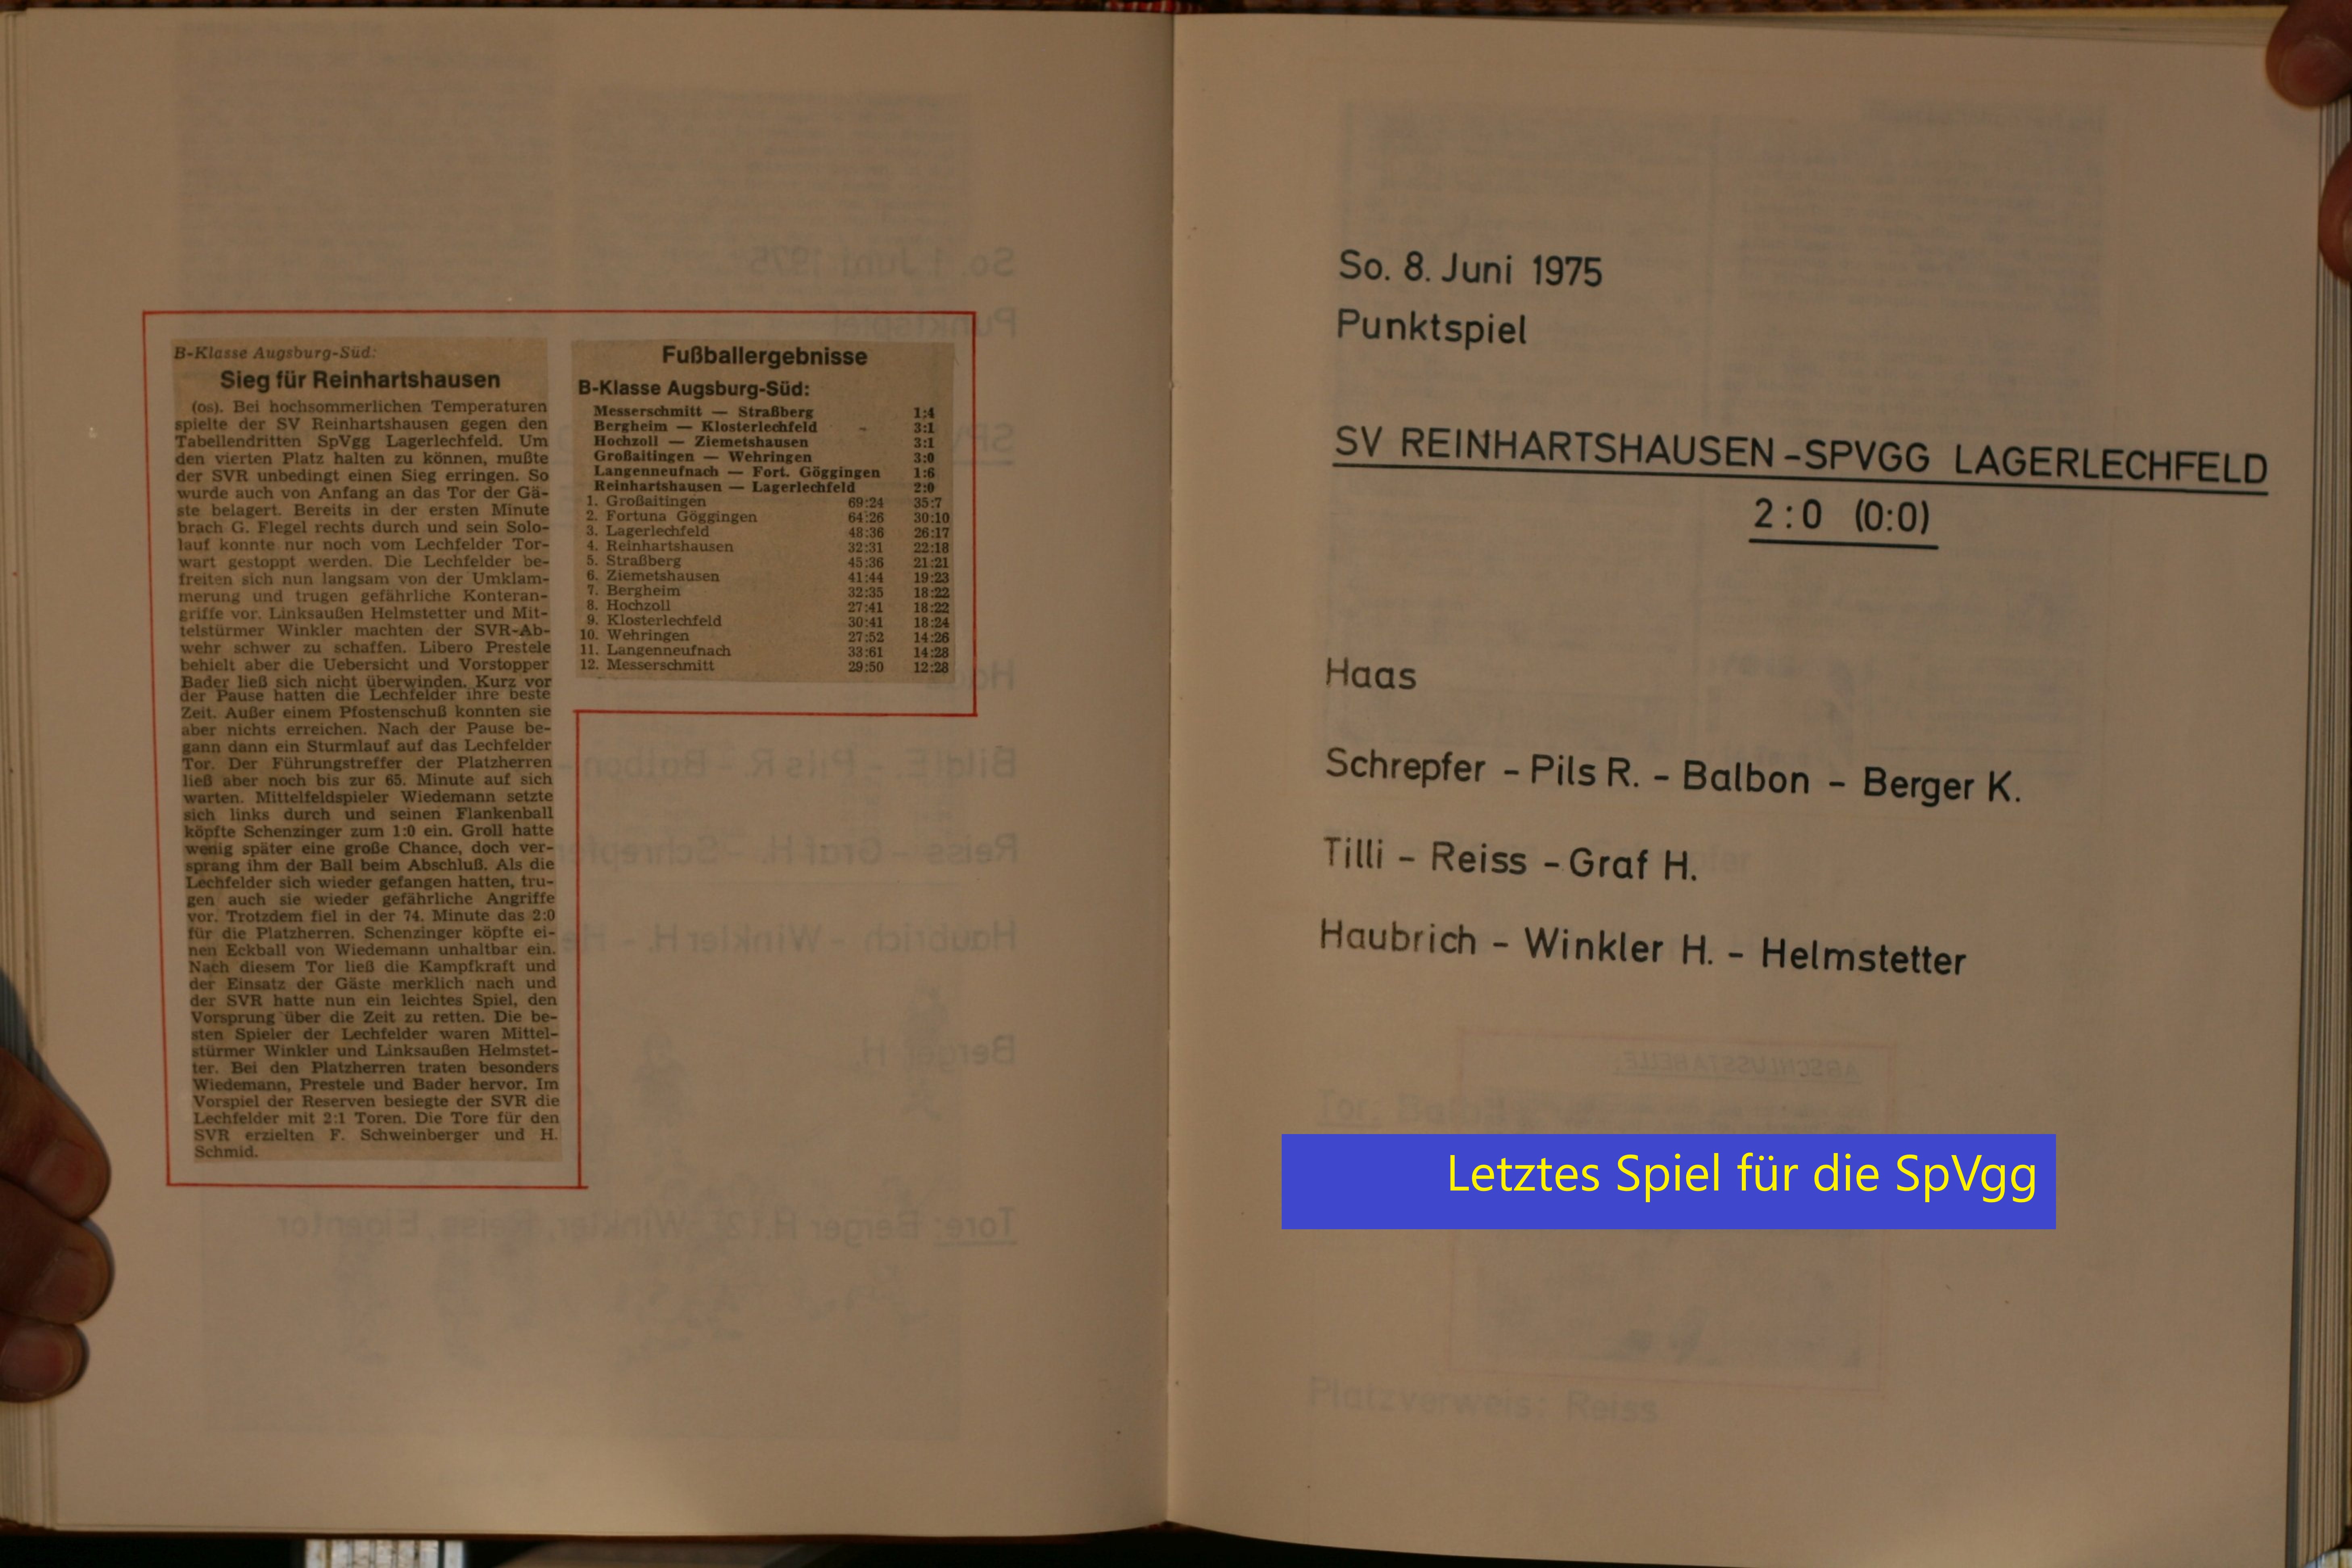 B-Klasse Augsburg-Süd:
Sieg für Reinhartshausen
(os). Bei hochsommerlichen Temperaturen
spielte der SV Reinhartshausen gegen den
Tabellendritten SpVgg Lagerlechfeld. Um
den vierten Platz halten zu können, mußte
der SVR unbedingt einen Sieg erringen. So
wurde auch von Anfang an das Tor der Gä-
ste belagert. Bereits in der ersten Minute
brach G. Flegel rechts durch und sein Solo-
lauf konnte nur noch vom Lechfelder Tor-
wart gestoppt werden. Die Lechfelder be-
freiten sich nun langsam von der Umklam-
merung und trugen gefährliche Konteran-
griffe vor. Linksaußen Helmstetter und Mit-
telstürmer Winkler machten der SVR-Ab-
wehr schwer zu schaffen. Libero Prestele
behielt aber die Uebersicht und Vorstopper
Bader ließ sich nicht überwinden. Kurz vor
der Pause hatten die Lechfelder ihre beste
Zeit. Außer einem Pfostenschuß konnten sie
aber nichts erreichen. Nach der Pause be-
gann dann ein Sturmlauf auf das Lechfelder
Tor. Der Führungstreffer der Platzherren
ließ aber noch bis zur 65. Minute auf sich
warten. Mittelfeldspieler Wiedemann setzte
sich links durch und seinen Flankenball
köpfte Schenzinger zum 1:0 ein. Groll hatte
wenig später eine große Chance, doch ver-
sprang ihm der Ball beim Abschluß. Als die
Lechfelder sich wieder gefangen hatten, tru-
gen auch sie wieder gefährliche Angriffe
vor. Trotzdem fiel in der 74. Minute das 2:0
für die Platzherren. Schenzinger köpfte ei-
nen Eckball von Wiedemann unhaltbar ein.
Nach diesem Tor ließ die Kampfkraft und
der Einsatz der Gäste merklich nach und
der SVR hatte nun ein leichtes Spiel, den
Vorsprung über die Zeit zu retten. Die be-
sten Spieler der Lechfelder waren Mittel-
stürmer Winkler und Linksaußen Helmstet-
ter. Bei den Platzherren traten besonders
Wiedemann, Prestele und Bader hervor. Im
Vorspiel der Reserven besiegte der SVR die
Lechfelder mit 2:1 Toren. Die Tore für den
SVR erzielten F. Schweinberger und H.
Schmid.
Fußballergebnisse
B-Klasse Augsburg-Süd:
Messerschmitt — Straßberg 1:4
Bergheim — Klosterlechfeld 3:1
Hochzoll — Ziemetshausen 3:1
Großaitingen — Wehringen 3:0
Langenneufnach — Fort. Göggingen 1:6
Reinhartshausen — Lagerlechfeld 2:0
1. Großaitingen 69:24 35:7
2. Fortuna Göggingen 64:26 30:10
3. Lagerlechfeld 48:36 26:17
4. Reinhartshausen 32:31 22:18
5. Straßberg 45:36 21:21
6. Ziemetshausen 41:44 19:23
7. Bergheim 32:35 18:22
8. Hochzoll 27:41 18:22
9. Klosterlechfeld 30:41 18:24
10. Wehringen 27:52 14:26
11. Langenneufnach 33:61 14:28
12. Messerschmitt 29:50 12:28
So. 8. Juni 1975
Punktspiel
SV REINHARTSHAUSEN – SPVGG LAGERLECHFELD
2:0 (0:0)
Haas
Schrepfer – Pils R. – Balbon – Berger K.
Tilli – Reiss – Graf H.
Haubrich – Winkler H. – Helmstetter
Letztes Spiel für die SpVgg
Platzverweis: Reiss